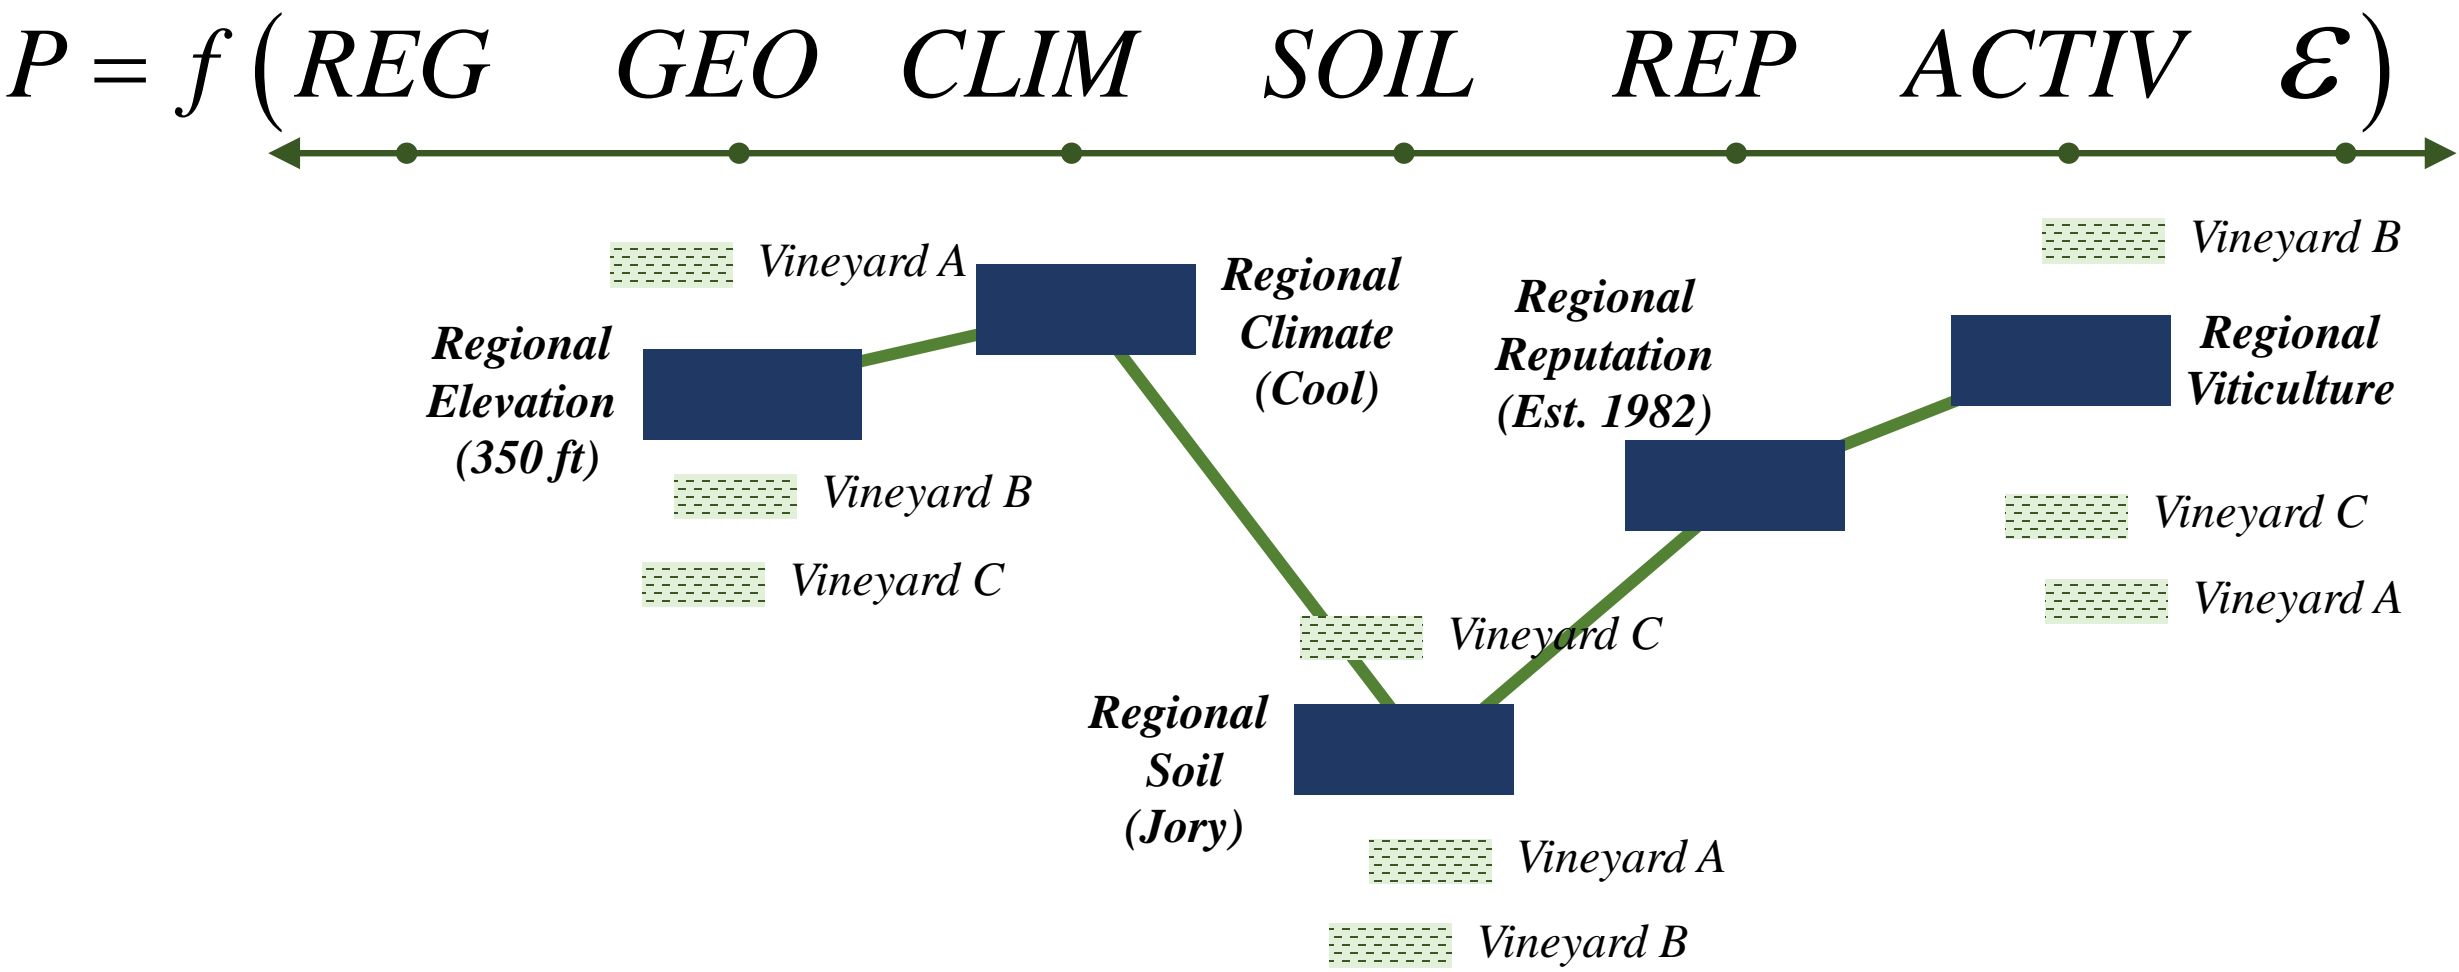 P = f (REG GEO CLIM SOIL REP ACTIV ℰ)
Vineyard A
Regional
Elevation
(350 ft)
Vineyard B
Vineyard C
Regional
Climate
(Cool)
Vineyard C
Regional
Soil
(Jory)
Vineyard A
Vineyard B
Regional
Reputation
(Est. 1982)
Vineyard B
Regional
Viticulture
Vineyard C
Vineyard A